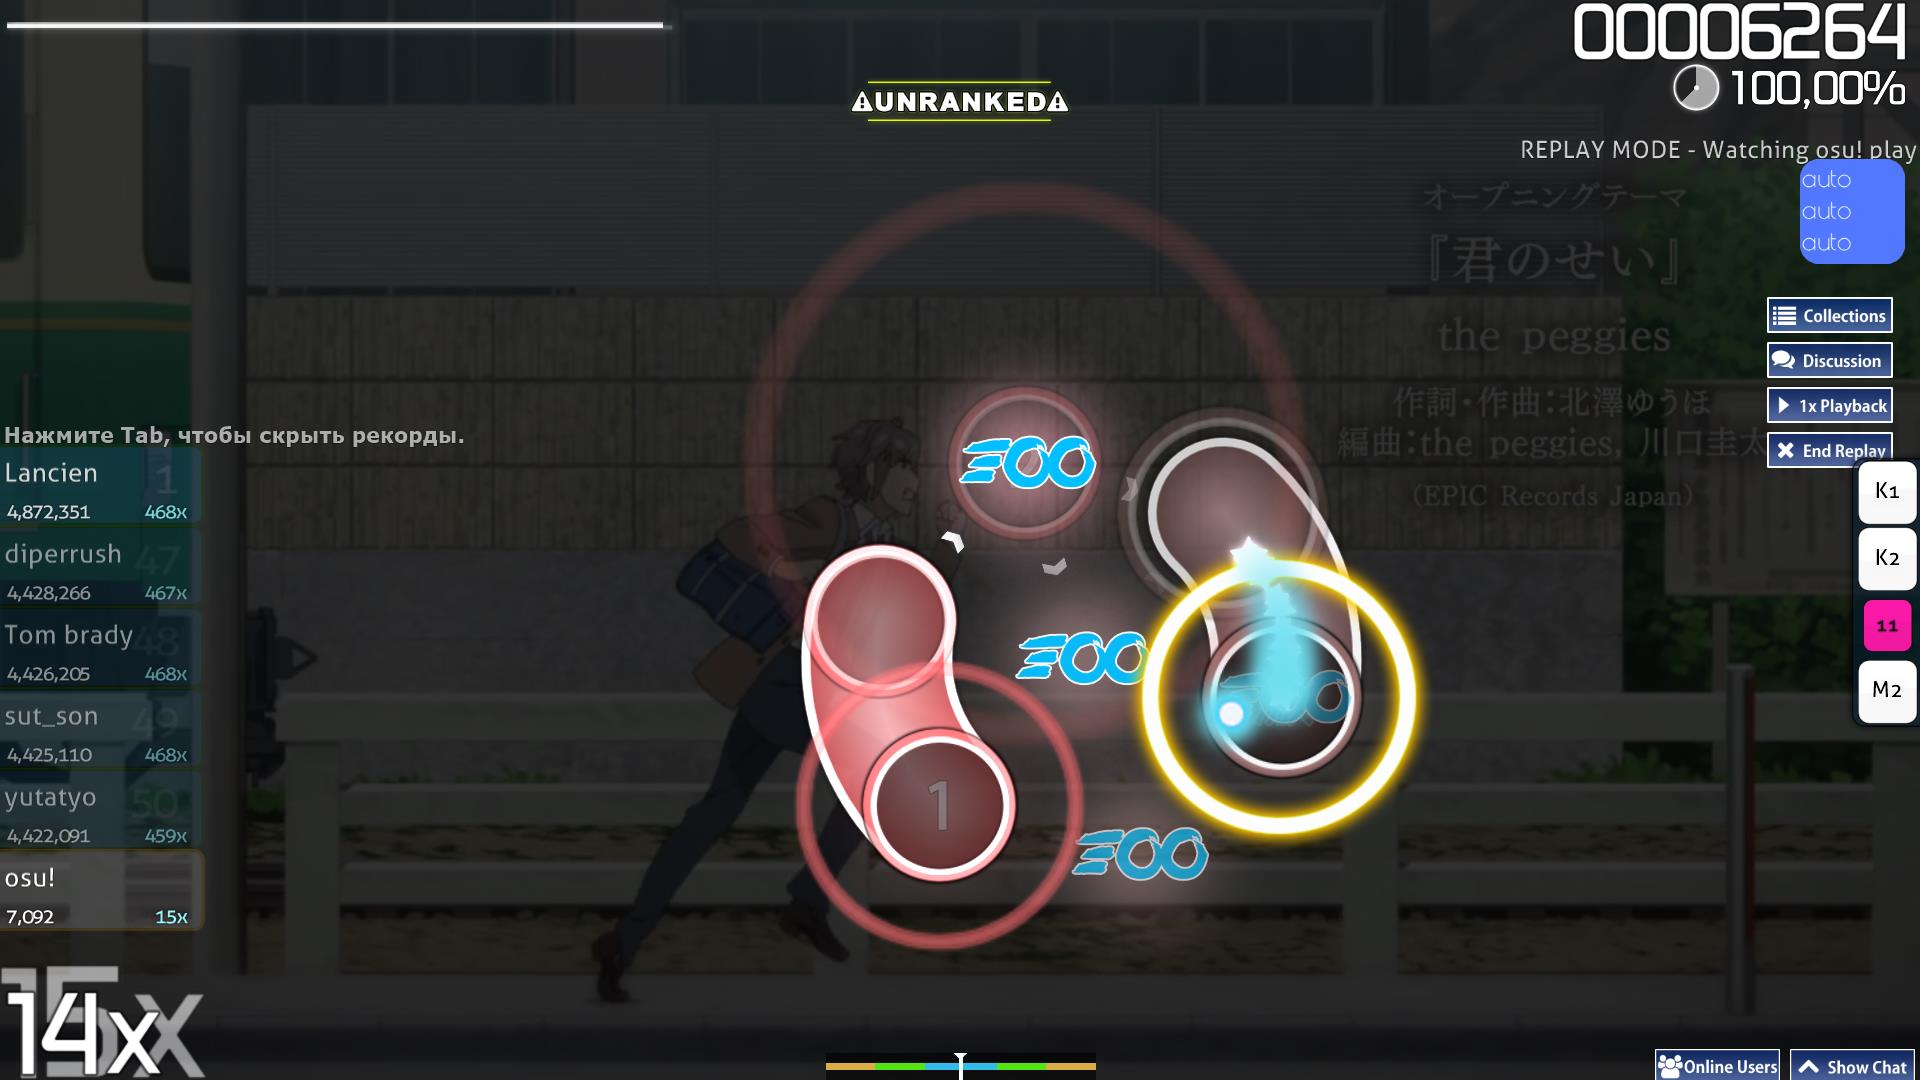 00006264
⚠UNRANKED⚠
100,00%
REPLAY MODE - Watching osu! play
auto
auto
auto
オープニングテーマ
『君のせい』
the peggies
作詞・作曲：北澤ゆうほ
編曲：the peggies, 川口圭太
(EPIC Records Japan)
Collections
Discussion
1x Playback
End Replay
K1
K2
11
M2
Нажмите Tab, чтобы скрыть рекорды.
Lancien 1
4,872,351 468x
diperrush 47
4,428,266 467x
Tom brady 48
4,426,205 468x
sut_son 49
4,425,110 468x
yutatyo 50
4,422,091 459x
osu!
7,092 15x
1
14x
Online Users
Show Chat